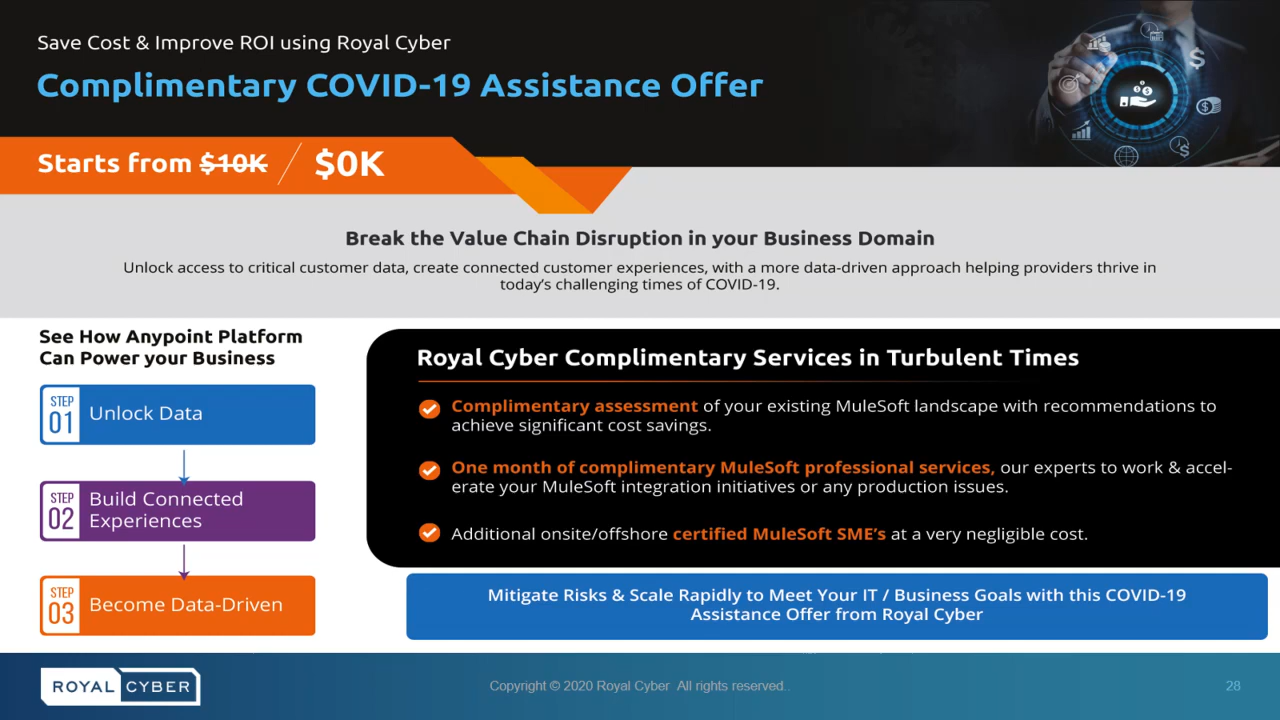 Save Cost & Improve ROI using Royal Cyber
Complimentary COVID-19 Assistance Offer
Starts from $10K / $0K
Break the Value Chain Disruption in your Business Domain
Unlock access to critical customer data, create connected customer experiences, with a more data-driven approach helping providers thrive in
today's challenging times of COVID-19.
See How Anypoint Platform
Can Power your Business
STEP
01
Unlock Data
STEP
02
Build Connected
Experiences
STEP
03
Become Data-Driven
Royal Cyber Complimentary Services in Turbulent Times
Complimentary assessment of your existing MuleSoft landscape with recommendations to
achieve significant cost savings.
One month of complimentary MuleSoft professional services, our experts to work & accel-
erate your MuleSoft integration initiatives or any production issues.
Additional onsite/offshore certified MuleSoft SME's at a very negligible cost.
Mitigate Risks & Scale Rapidly to Meet Your IT / Business Goals with this COVID-19
Assistance Offer from Royal Cyber
ROYAL CYBER
Copyright © 2020 Royal Cyber All rights reserved..
28